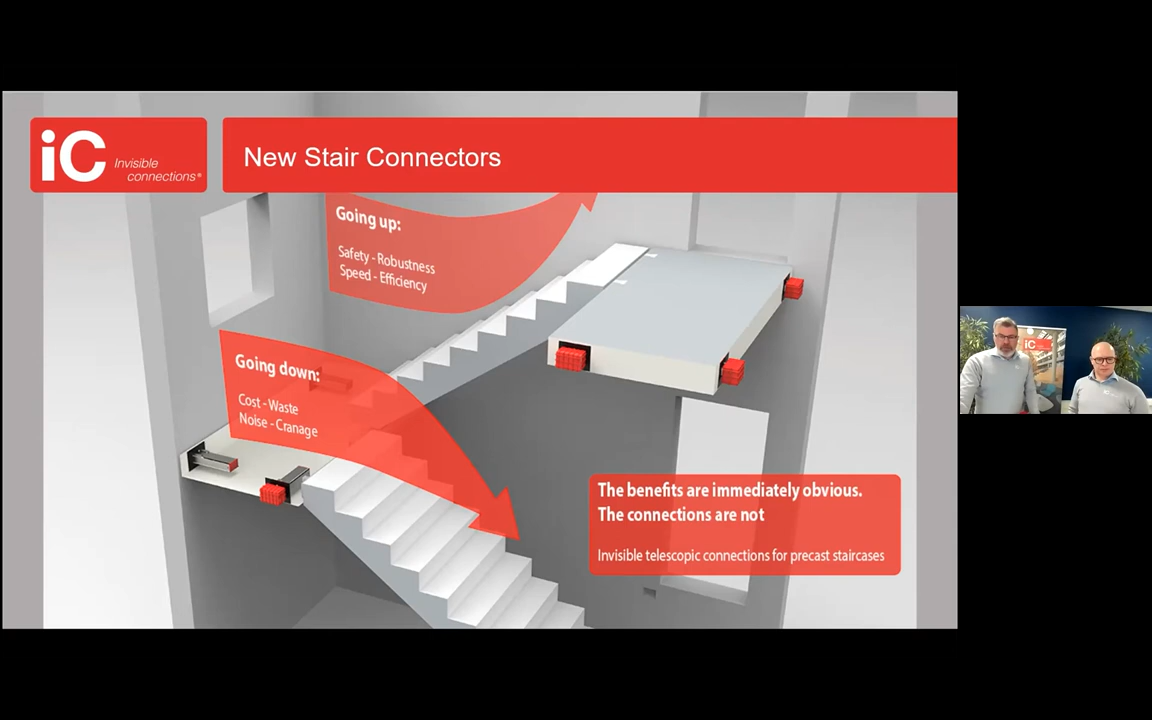 iC Invisible
connections®
New Stair Connectors
Going up:
Safety - Robustness
Speed - Efficiency
Going down:
Cost - Waste
Noise - Cranage
The benefits are immediately obvious.
The connections are not
Invisible telescopic connections for precast staircases
iC